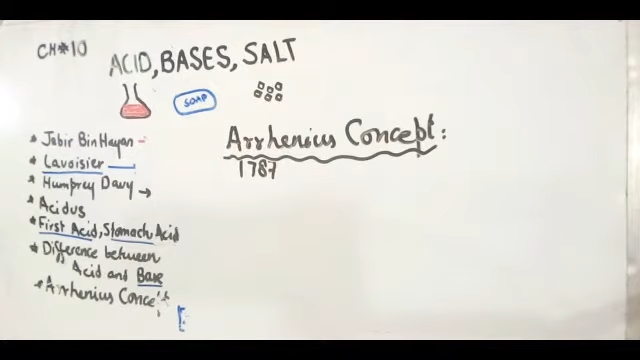 CH*10
ACID, BASES, SALT
SOAP
* Jabir Bin Hayan -
* Lavoisier
* Humprey Davy →
* Acidus
* First Acid, Stomach Acid
* Difference between
Acid and Base
* Arrhenius Concept
Arrhenius Concept:
1787